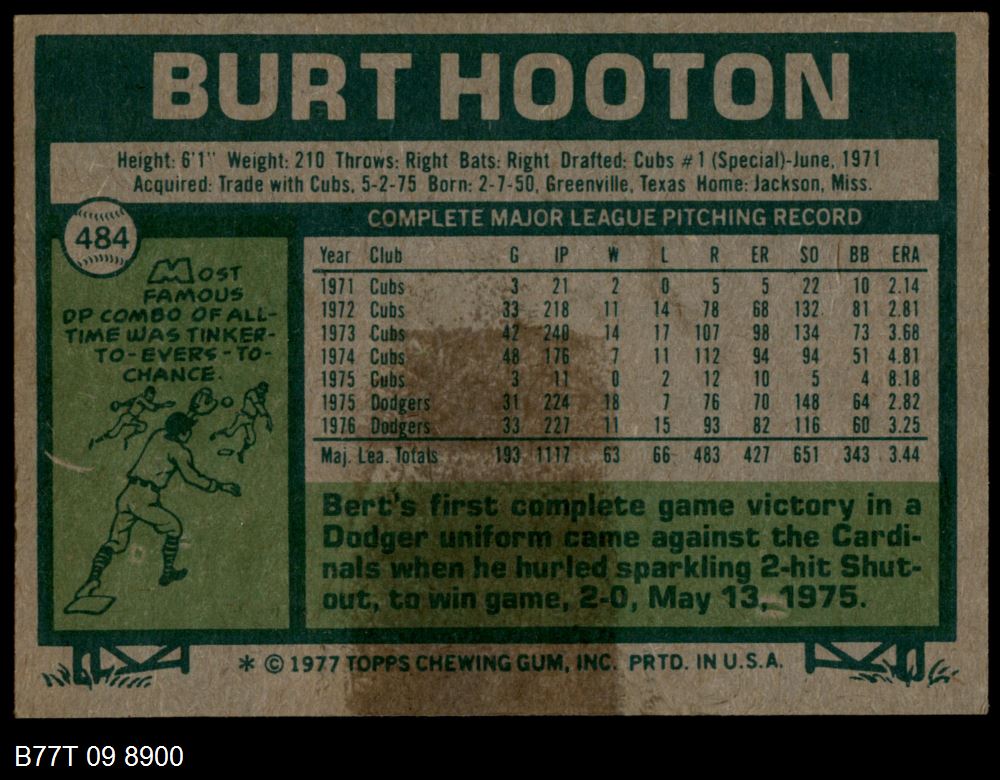 BURT HOOTON
Height: 6'1" Weight: 210 Throws: Right Bats: Right Drafted: Cubs #1 (Special)-June, 1971
Acquired: Trade with Cubs, 5-2-75 Born: 2-7-50, Greenville, Texas Home: Jackson, Miss.
484
MOST
FAMOUS
DP COMBO OF ALL-
TIME WAS TINKER-
TO-EVERS-TO-
CHANCE.
COMPLETE MAJOR LEAGUE PITCHING RECORD
Year Club G IP W L R ER SO BB ERA
1971 Cubs 3 21 2 0 5 5 22 10 2.14
1972 Cubs 33 218 11 14 78 68 132 81 2.81
1973 Cubs 42 240 14 17 107 98 134 73 3.68
1974 Cubs 48 176 7 11 112 94 94 51 4.81
1975 Cubs 3 11 0 2 12 10 5 4 8.18
1975 Dodgers 31 224 18 7 76 70 148 64 2.82
1976 Dodgers 33 227 11 15 93 82 116 60 3.25
Maj. Lea. Totals 193 1117 63 66 483 427 651 343 3.44
Bert's first complete game victory in a
Dodger uniform came against the Cardi-
nals when he hurled sparkling 2-hit Shut-
out, to win game, 2-0, May 13, 1975.
* © 1977 TOPPS CHEWING GUM, INC. PRTD. IN U.S.A.
B77T 09 8900